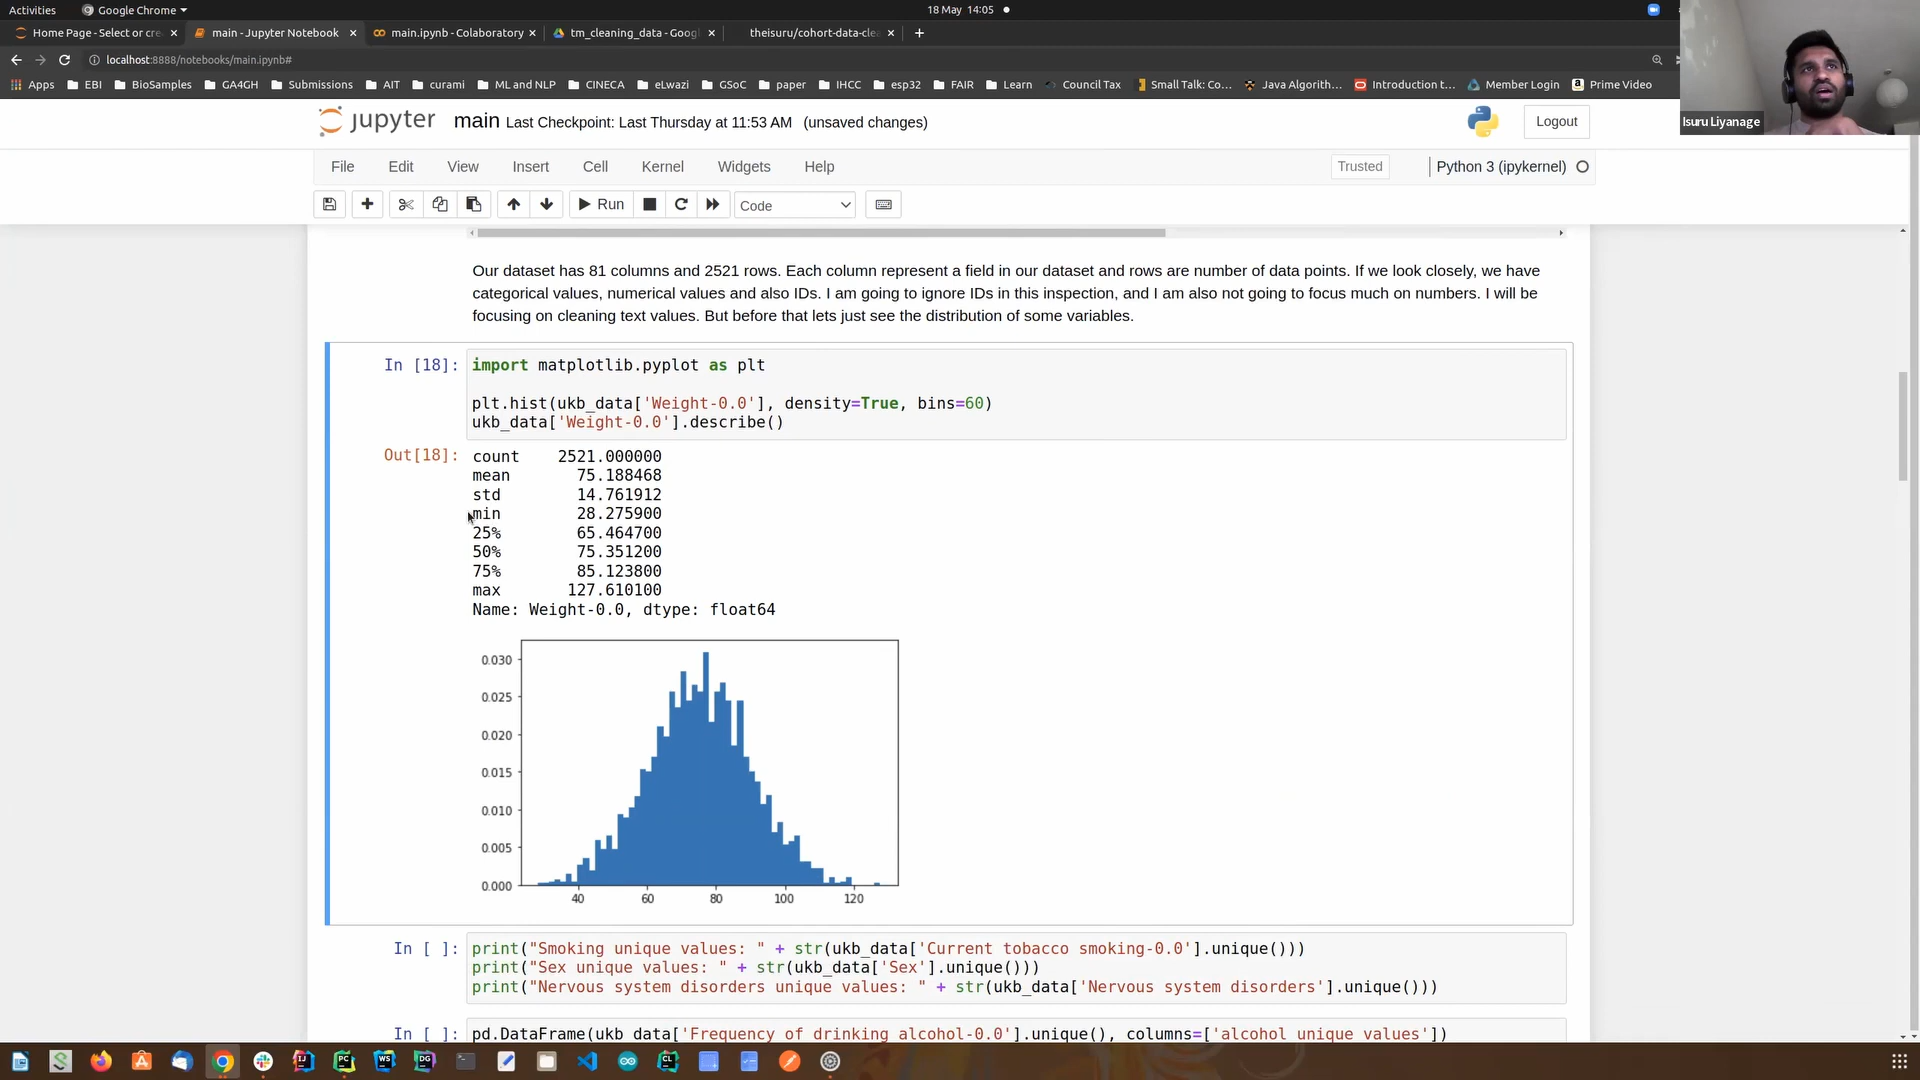 Activities
Google Chrome
18 May 14:05
Home Page - Select or cre
main - Jupyter Notebook
main.ipynb - Colaboratory
tm_cleaning_data - Goog
theisuru/cohort-data-clea
localhost:8888/notebooks/main.ipynb#
Apps
EBI
BioSamples
GA4GH
Submissions
AIT
curami
ML and NLP
CINECA
eLwazi
GSoC
paper
IHCC
esp32
FAIR
Learn
Council Tax
Small Talk: Co...
Java Algorith...
Introduction t...
Member Login
Prime Video
Isuru Liyanage
jupyter
main Last Checkpoint: Last Thursday at 11:53 AM (unsaved changes)
Logout
File
Edit
View
Insert
Cell
Kernel
Widgets
Help
Trusted
Python 3 (ipykernel)
Run
Code
Our dataset has 81 columns and 2521 rows. Each column represent a field in our dataset and rows are number of data points. If we look closely, we have
categorical values, numerical values and also IDs. I am going to ignore IDs in this inspection, and I am also not going to focus much on numbers. I will be
focusing on cleaning text values. But before that lets just see the distribution of some variables.
In [18]: import matplotlib.pyplot as plt
plt.hist(ukb_data['Weight-0.0'], density=True, bins=60)
ukb_data['Weight-0.0'].describe()
Out[18]: count 2521.000000
mean 75.188468
std 14.761912
min 28.275900
25% 65.464700
50% 75.351200
75% 85.123800
max 127.610100
Name: Weight-0.0, dtype: float64
0.030
0.025
0.020
0.015
0.010
0.005
0.000
40 60 80 100 120
In [ ]: print("Smoking unique values: " + str(ukb_data['Current tobacco smoking-0.0'].unique()))
print("Sex unique values: " + str(ukb_data['Sex'].unique()))
print("Nervous system disorders unique values: " + str(ukb_data['Nervous system disorders'].unique()))
In [ ]: pd.DataFrame(ukb_data['Frequency of drinking alcohol-0.0'].unique(), columns=['alcohol unique values'])